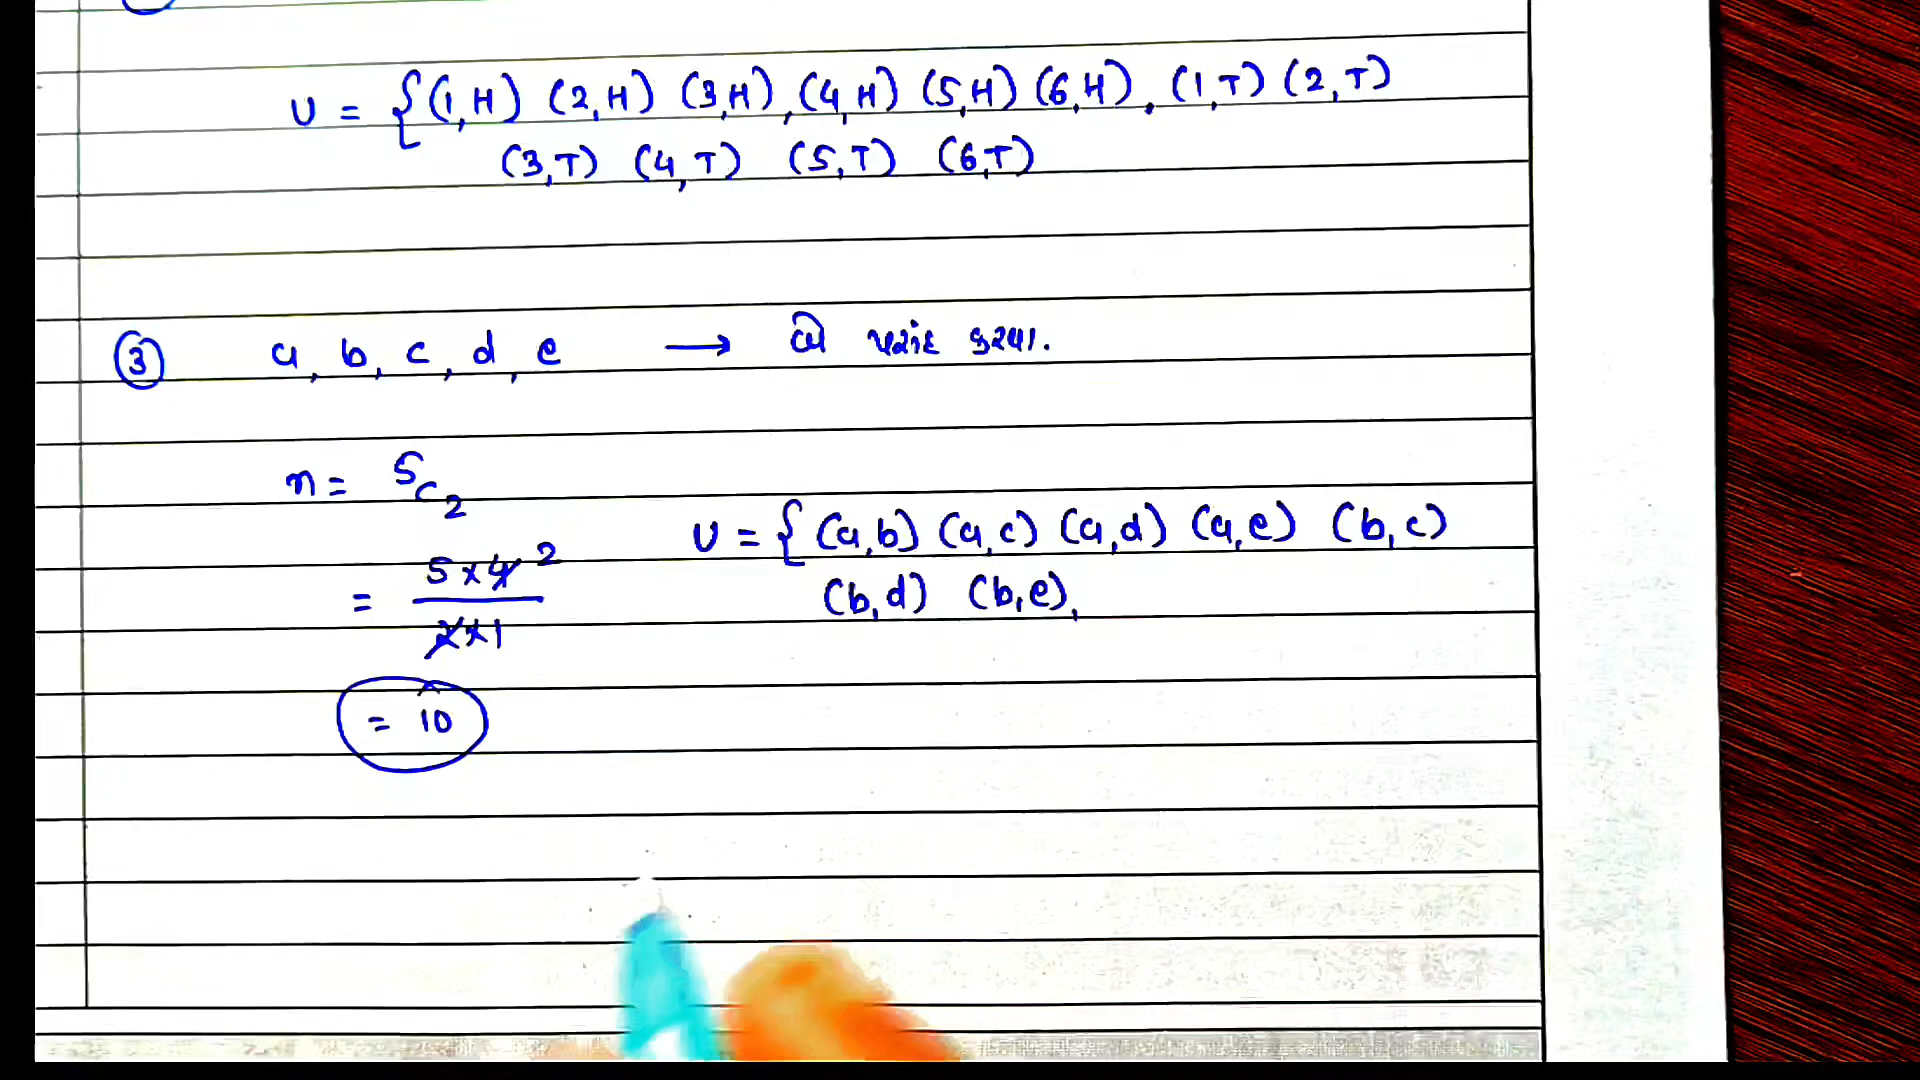 U = {(1,H) (2,H) (3,H), (4,H) (5,H) (6,H), (1,T) (2,T)
(3,T) (4,T) (5,T) (6,T)
③ a, b, c, d, e → બે પસંદ કરવા.
n = 5C2
U = { (a,b) (a,c) (a,d) (a,e) (b,c)
= 5 x 4 2
2 x 1
(b,d) (b,e),
= 10